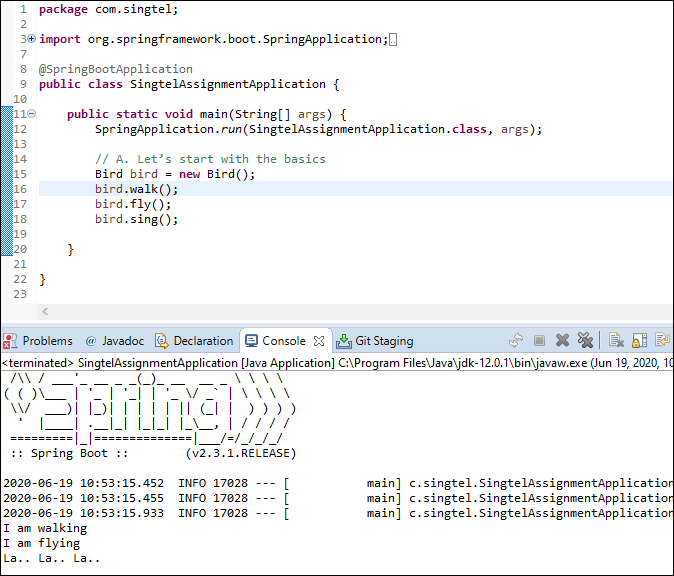 1 package com.singtel;
2
3 import org.springframework.boot.SpringApplication;
7
8 @SpringBootApplication
9 public class SingtelAssignmentApplication {
10
11 public static void main(String[] args) {
12 SpringApplication.run(SingtelAssignmentApplication.class, args);
13
14 // A. Let’s start with the basics
15 Bird bird = new Bird();
16 bird.walk();
17 bird.fly();
18 bird.sing();
19
20 }
21
22 }
23
Problems @ Javadoc Declaration Console Git Staging
<terminated> SingtelAssignmentApplication [Java Application] C:\Program Files\Java\jdk-12.0.1\bin\javaw.exe (Jun 19, 2020, 10
 /\\ / ___'_ __ _ _(_)_ __  __ _ \ \ \ \
( ( )\___ | '_ | '_| | '_ \/ _` | \ \ \ \
 \\/  ___)| |_)| | | | | || (_| |  ) ) ) )
  '  |____| .__|_| |_|_| |_\__, | / / / /
 =========|_|==============|___/=/_/_/_/
:: Spring Boot :: (v2.3.1.RELEASE)
2020-06-19 10:53:15.452 INFO 17028 --- [ main] c.singtel.SingtelAssignmentApplication
2020-06-19 10:53:15.455 INFO 17028 --- [ main] c.singtel.SingtelAssignmentApplication
2020-06-19 10:53:15.933 INFO 17028 --- [ main] c.singtel.SingtelAssignmentApplication
I am walking
I am flying
La.. La.. La..